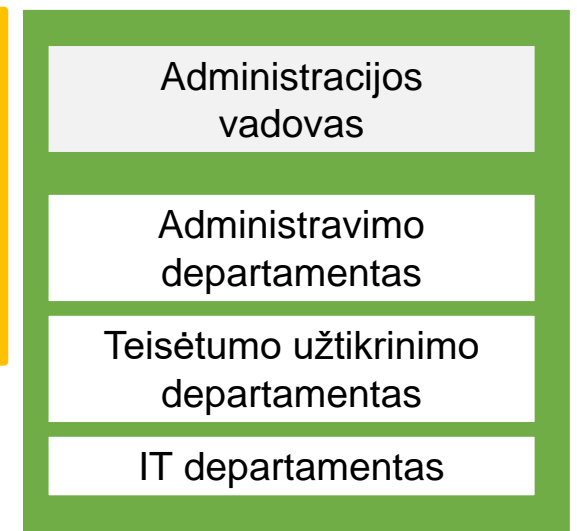 Administracijos
vadovas
Administravimo
departamentas
Teisėtumo užtikrinimo
departamentas
IT departamentas